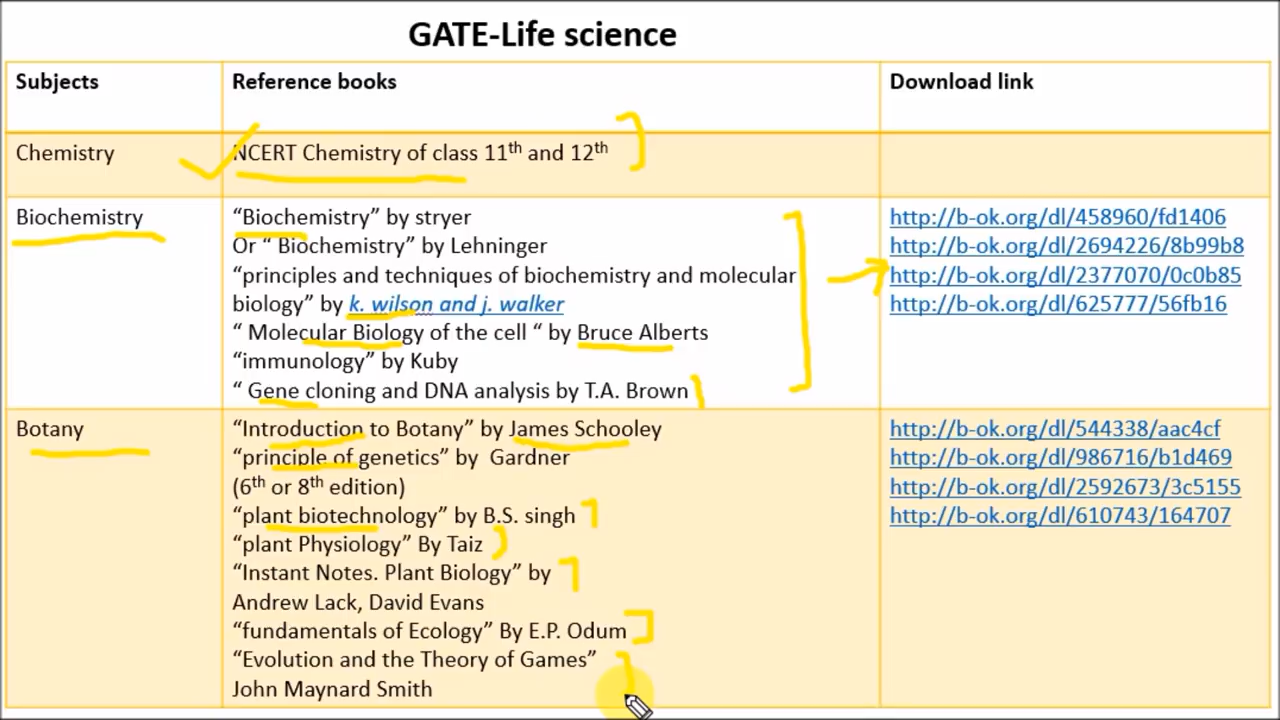 GATE-Life science
Subjects
Reference books
Download link
Chemistry
NCERT Chemistry of class 11th and 12th
Biochemistry
“Biochemistry” by stryer
Or “ Biochemistry” by Lehninger
“principles and techniques of biochemistry and molecular
biology” by k. wilson and j. walker
“ Molecular Biology of the cell “ by Bruce Alberts
“immunology” by Kuby
“ Gene cloning and DNA analysis by T.A. Brown
http://b-ok.org/dl/458960/fd1406
http://b-ok.org/dl/2694226/8b99b8
http://b-ok.org/dl/2377070/0c0b85
http://b-ok.org/dl/625777/56fb16
Botany
“Introduction to Botany” by James Schooley
“principle of genetics” by Gardner
(6th or 8th edition)
“plant biotechnology” by B.S. singh
“plant Physiology” By Taiz
“Instant Notes. Plant Biology” by
Andrew Lack, David Evans
“fundamentals of Ecology” By E.P. Odum
“Evolution and the Theory of Games”
John Maynard Smith
http://b-ok.org/dl/544338/aac4cf
http://b-ok.org/dl/986716/b1d469
http://b-ok.org/dl/2592673/3c5155
http://b-ok.org/dl/610743/164707